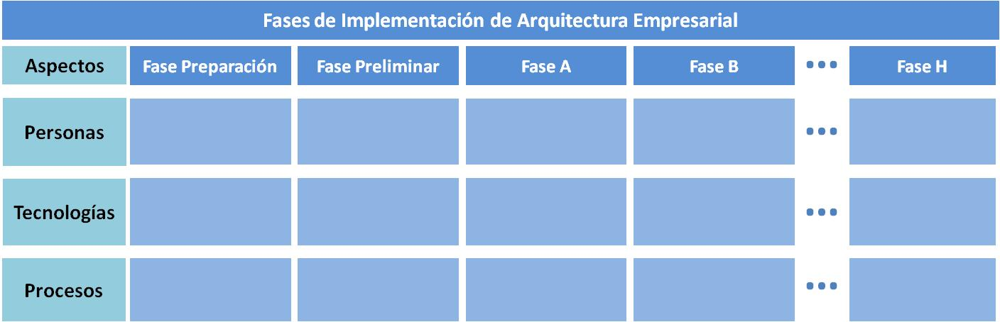 Fases de Implementación de Arquitectura Empresarial
Aspectos Fase Preparación Fase Preliminar Fase A Fase B ... Fase H
Personas ...
Tecnologías ...
Procesos ...